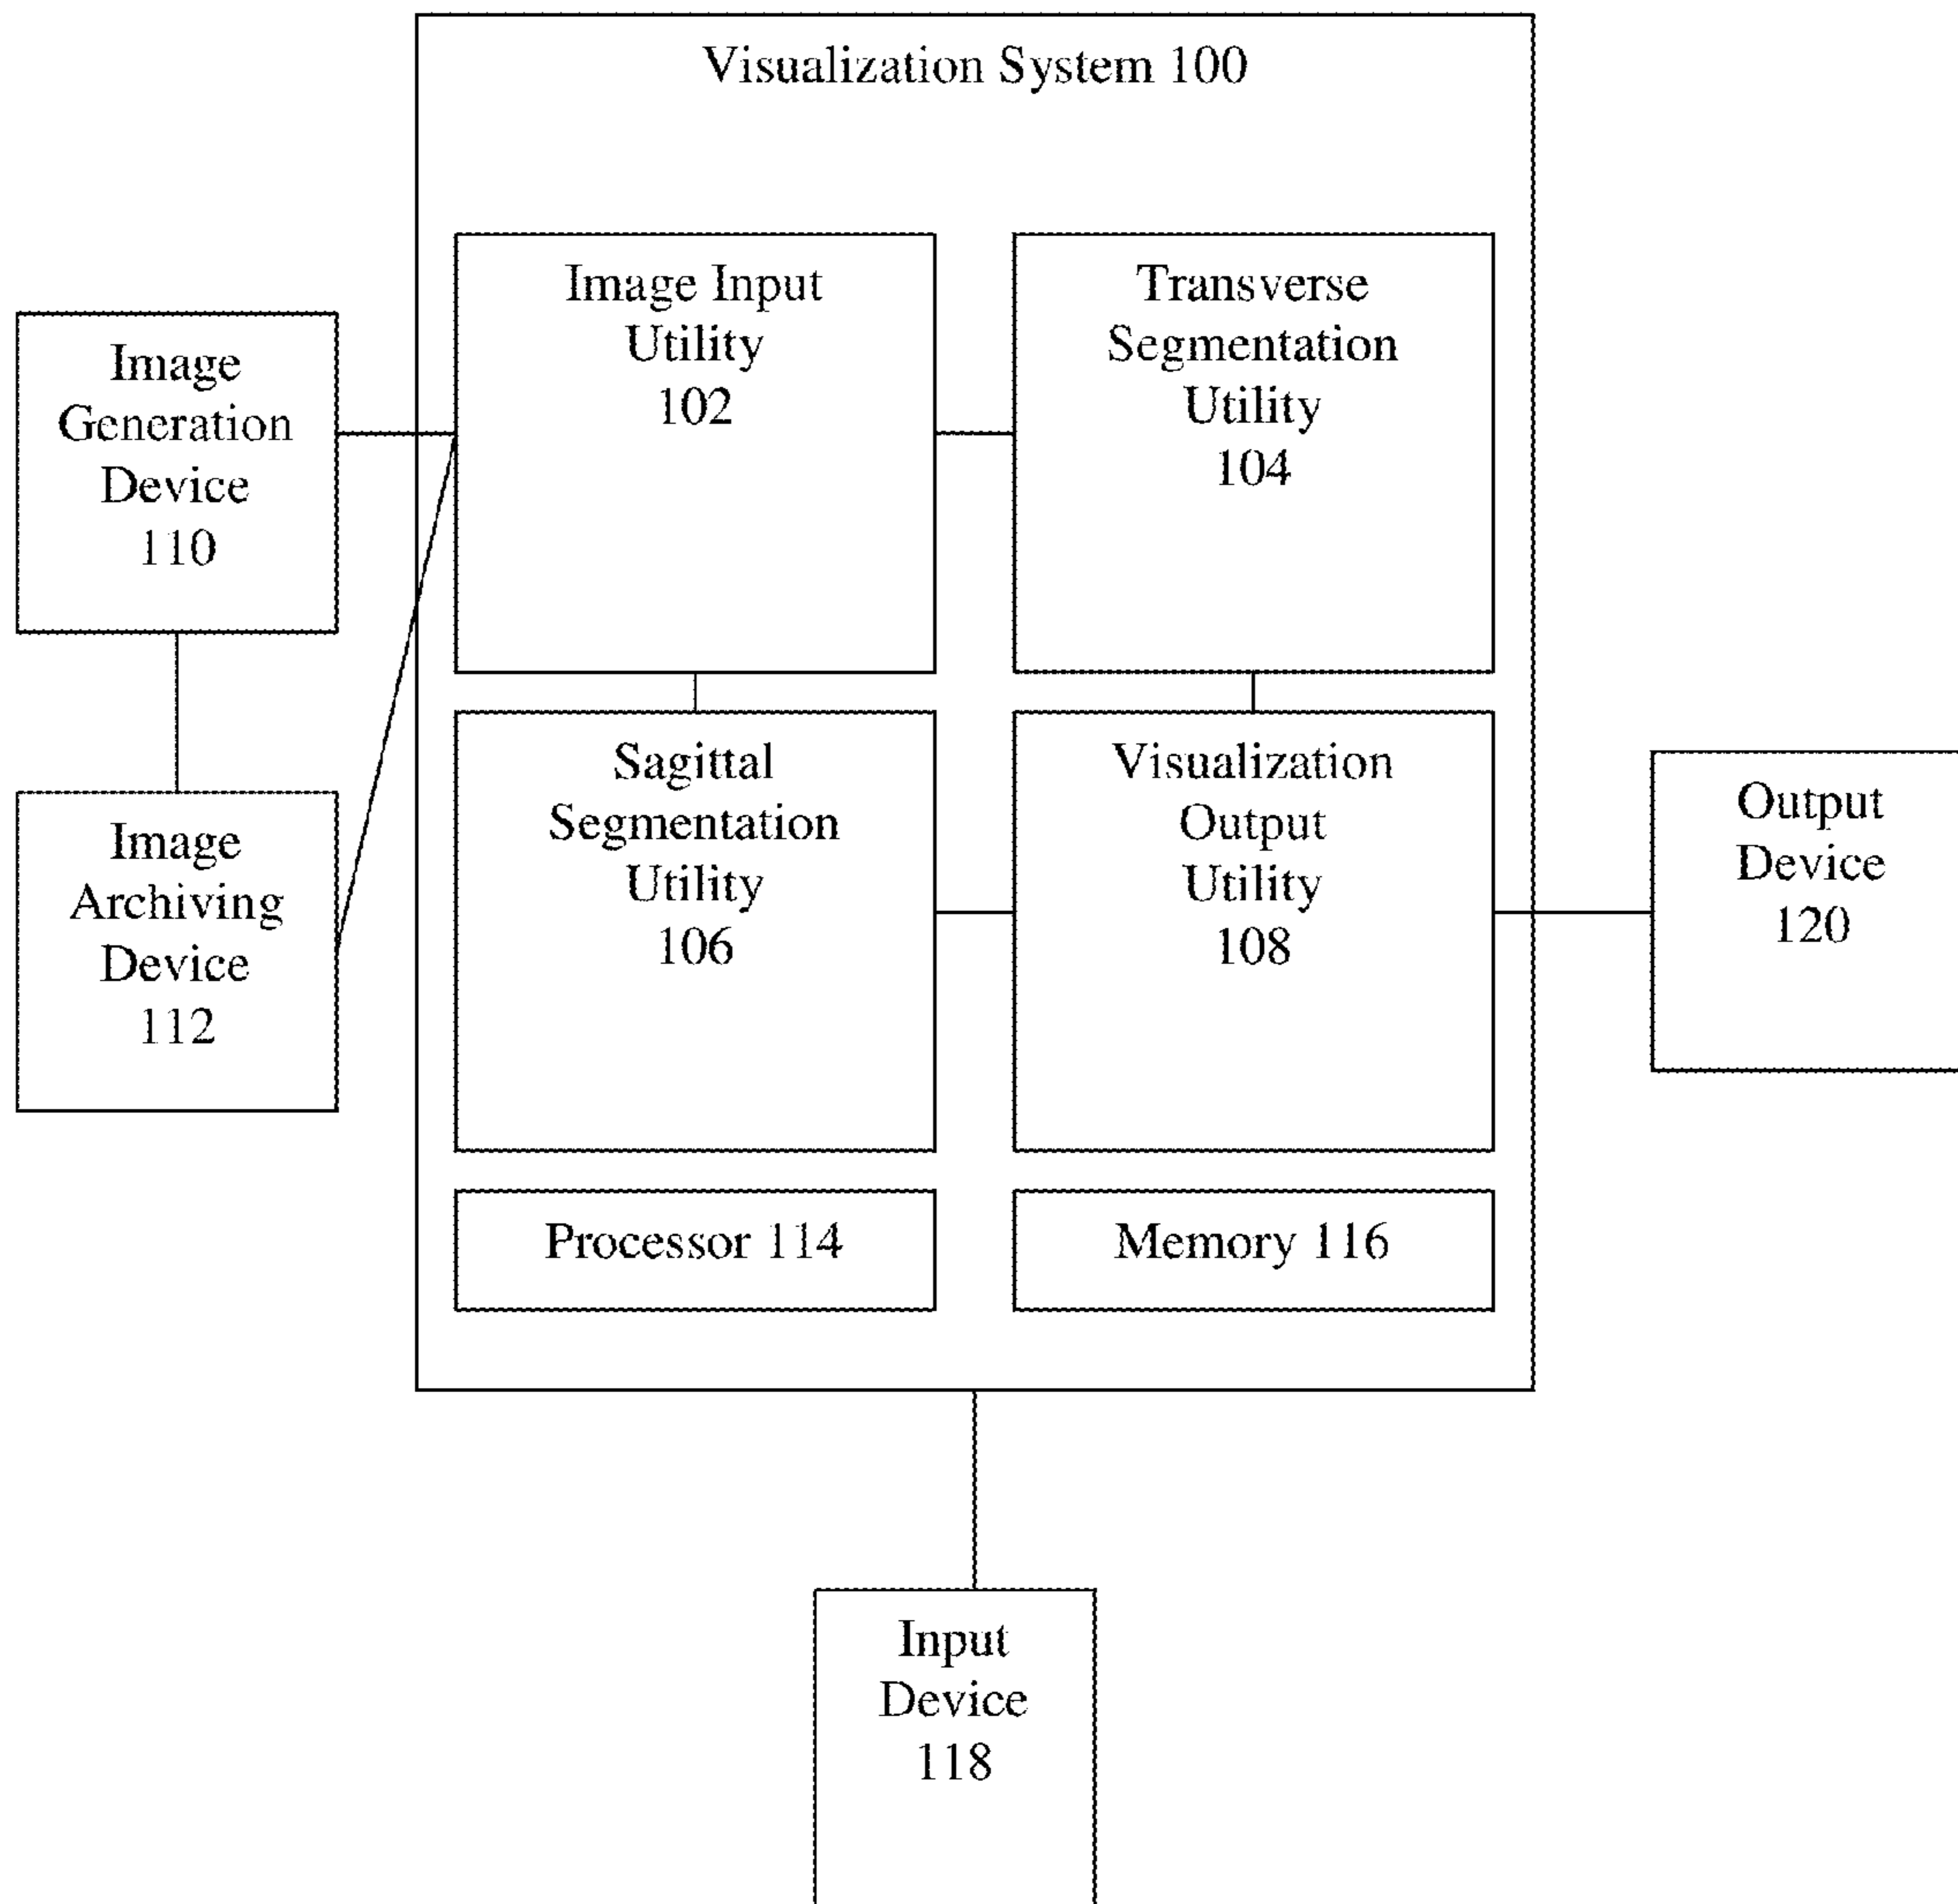 Visualization System 100
Image Input
Utility
102
Transverse
Segmentation
Utility
104
Image
Generation
Device
110
Sagittal
Segmentation
Utility
106
Visualization
Output
Utility
108
Image
Archiving
Device
112
Output
Device
120
Processor 114
Memory 116
Input
Device
118